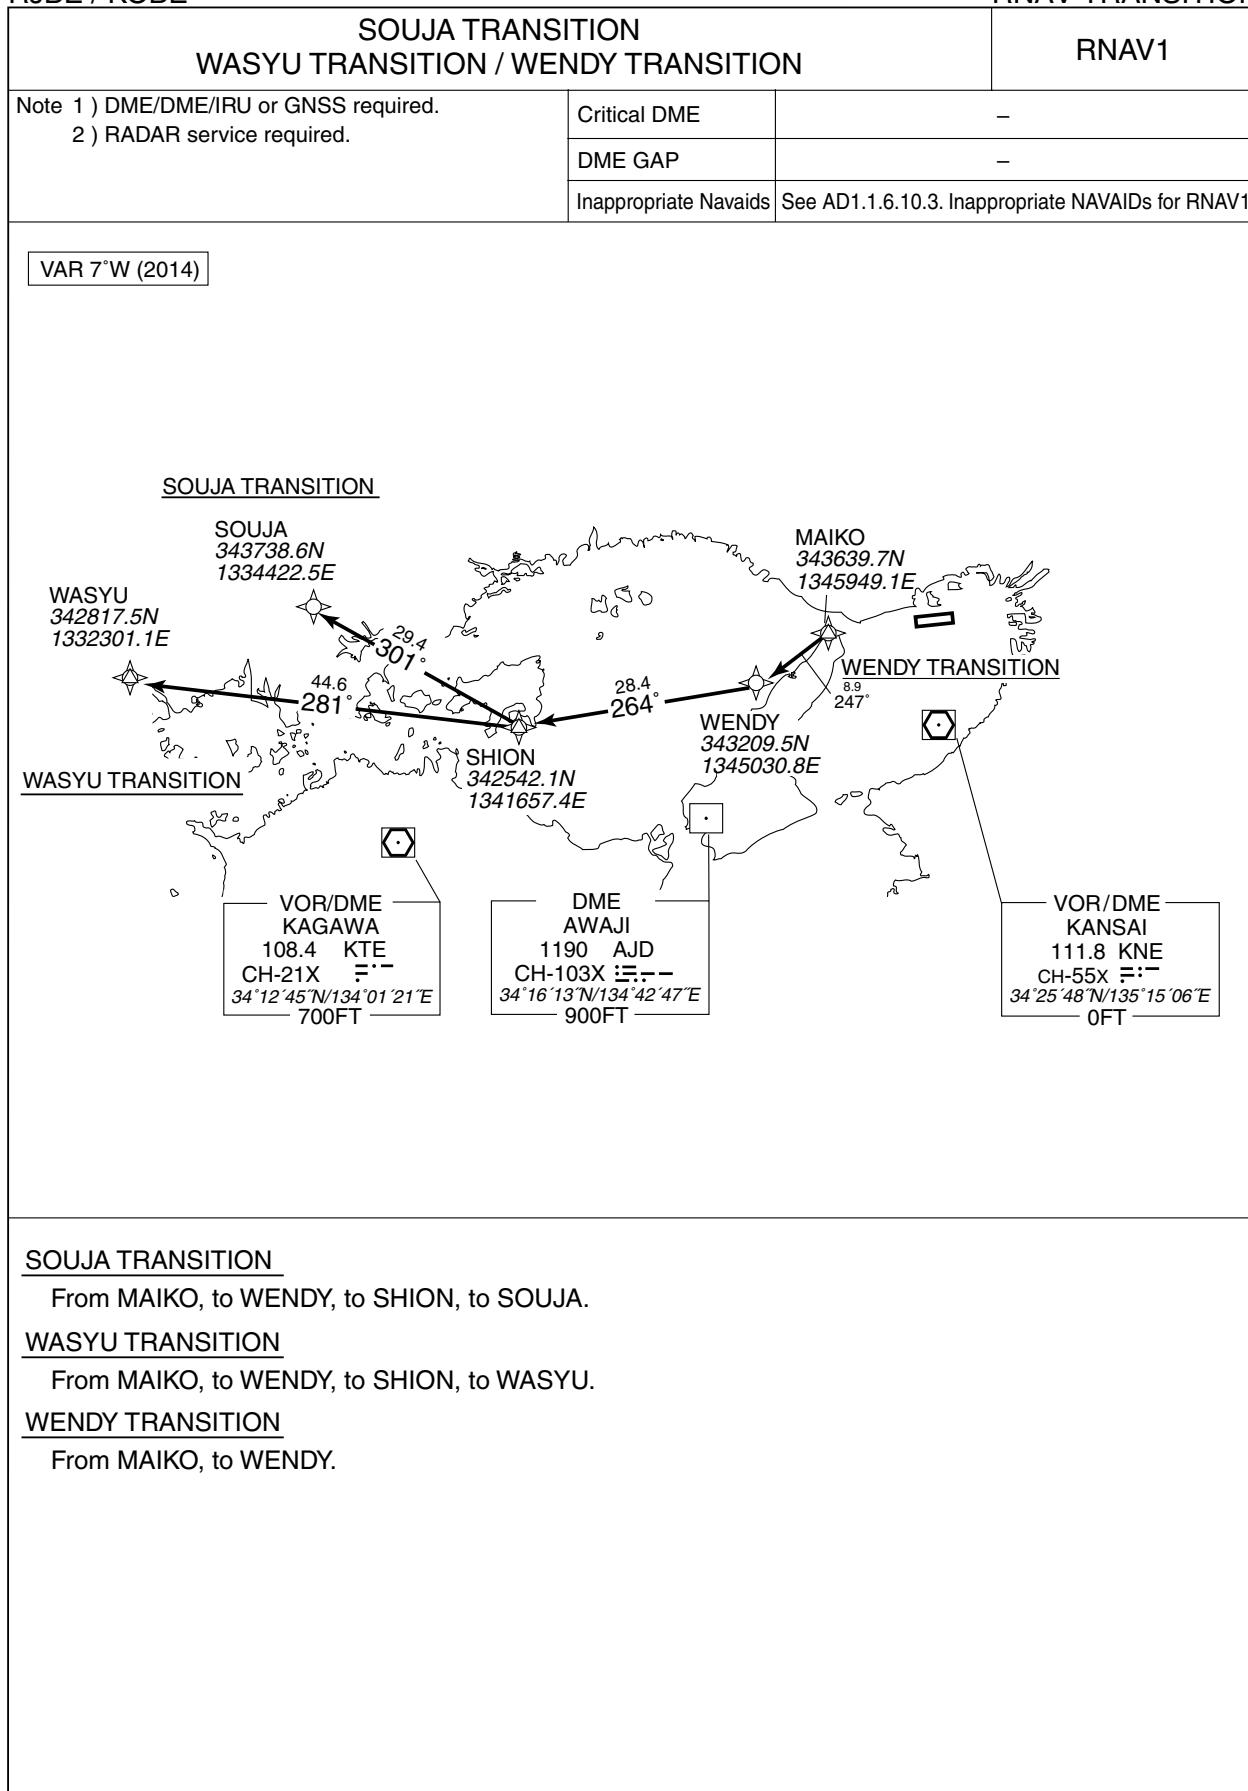 RJBE / KOBE
RNAV TRANSITION
SOUJA TRANSITION
WASYU TRANSITION / WENDY TRANSITION
RNAV1
Note 1 ) DME/DME/IRU or GNSS required.
2 ) RADAR service required.
Critical DME
–
DME GAP
–
Inappropriate Navaids
See AD1.1.6.10.3. Inappropriate NAVAIDs for RNAV1
VAR 7˚W (2014)
SOUJA TRANSITION
SOUJA
343738.6N
1334422.5E
MAIKO
343639.7N
1345949.1E
WASYU
342817.5N
1332301.1E
29.4
301˚
44.6
281˚
28.4
264˚
WENDY TRANSITION
8.9
247˚
WENDY
343209.5N
1345030.8E
SHION
342542.1N
1341657.4E
WASYU TRANSITION
VOR/DME
KAGAWA
108.4 KTE
CH-21X
34˚12´45˝N/134˚01´21˝E
700FT
DME
AWAJI
1190 AJD
CH-103X
34˚16´13˝N/134˚42´47˝E
900FT
VOR/DME
KANSAI
111.8 KNE
CH-55X
34˚25´48˝N/135˚15´06˝E
0FT
SOUJA TRANSITION
From MAIKO, to WENDY, to SHION, to SOUJA.
WASYU TRANSITION
From MAIKO, to WENDY, to SHION, to WASYU.
WENDY TRANSITION
From MAIKO, to WENDY.